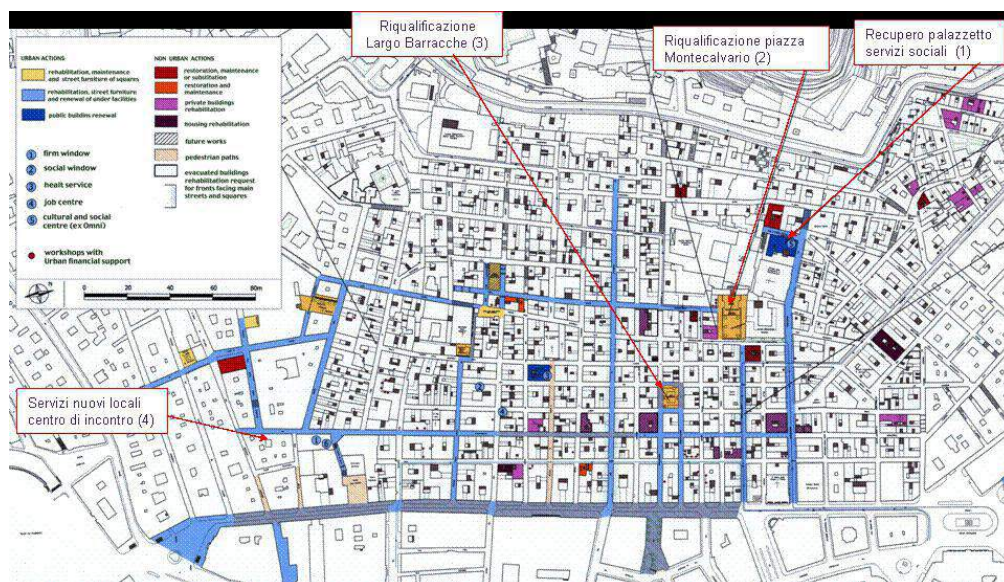 Riqualificazione
Largo Barracche (3)
Riqualificazione piazza
Montecalvario (2)
Recupero palazzetto
servizi sociali (1)
URBAN ACTIONS
rehabilitation, maintenance
and street furniture of squares
rehabilitation, street furniture
and renewal of under facilities
public buildins renewal
1 firm window
2 social window
3 healt service
4 job centre
5 cultural and social
centre (ex Omni)
workshops with
Urban financial support
NON URBAN ACTIONS
restoration, maintenance
or substitution
restoration and
maintenance
private buildings
rehabilitation
housing rehabilitation
future works
pedestrian paths
evacuated buildings
rehabilitation request
for fronts facing main
streets and squares
N
0 20 40 60 80m
Servizi nuovi locali
centro di incontro (4)